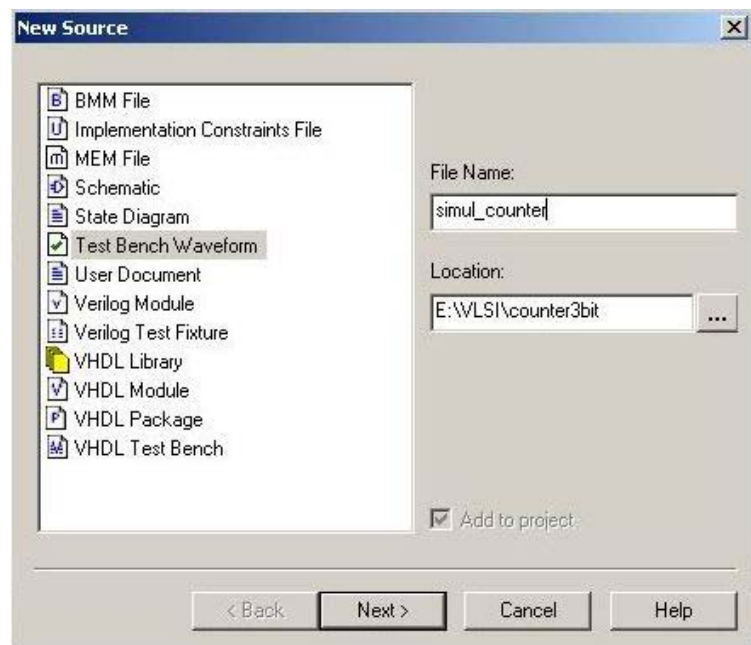 New Source
BMM File
Implementation Constraints File
MEM File
Schematic
State Diagram
Test Bench Waveform
User Document
Verilog Module
Verilog Test Fixture
VHDL Library
VHDL Module
VHDL Package
VHDL Test Bench
File Name:
simul_counter
Location:
E:\VLSI\counter3bit
...
Add to project
< Back
Next >
Cancel
Help